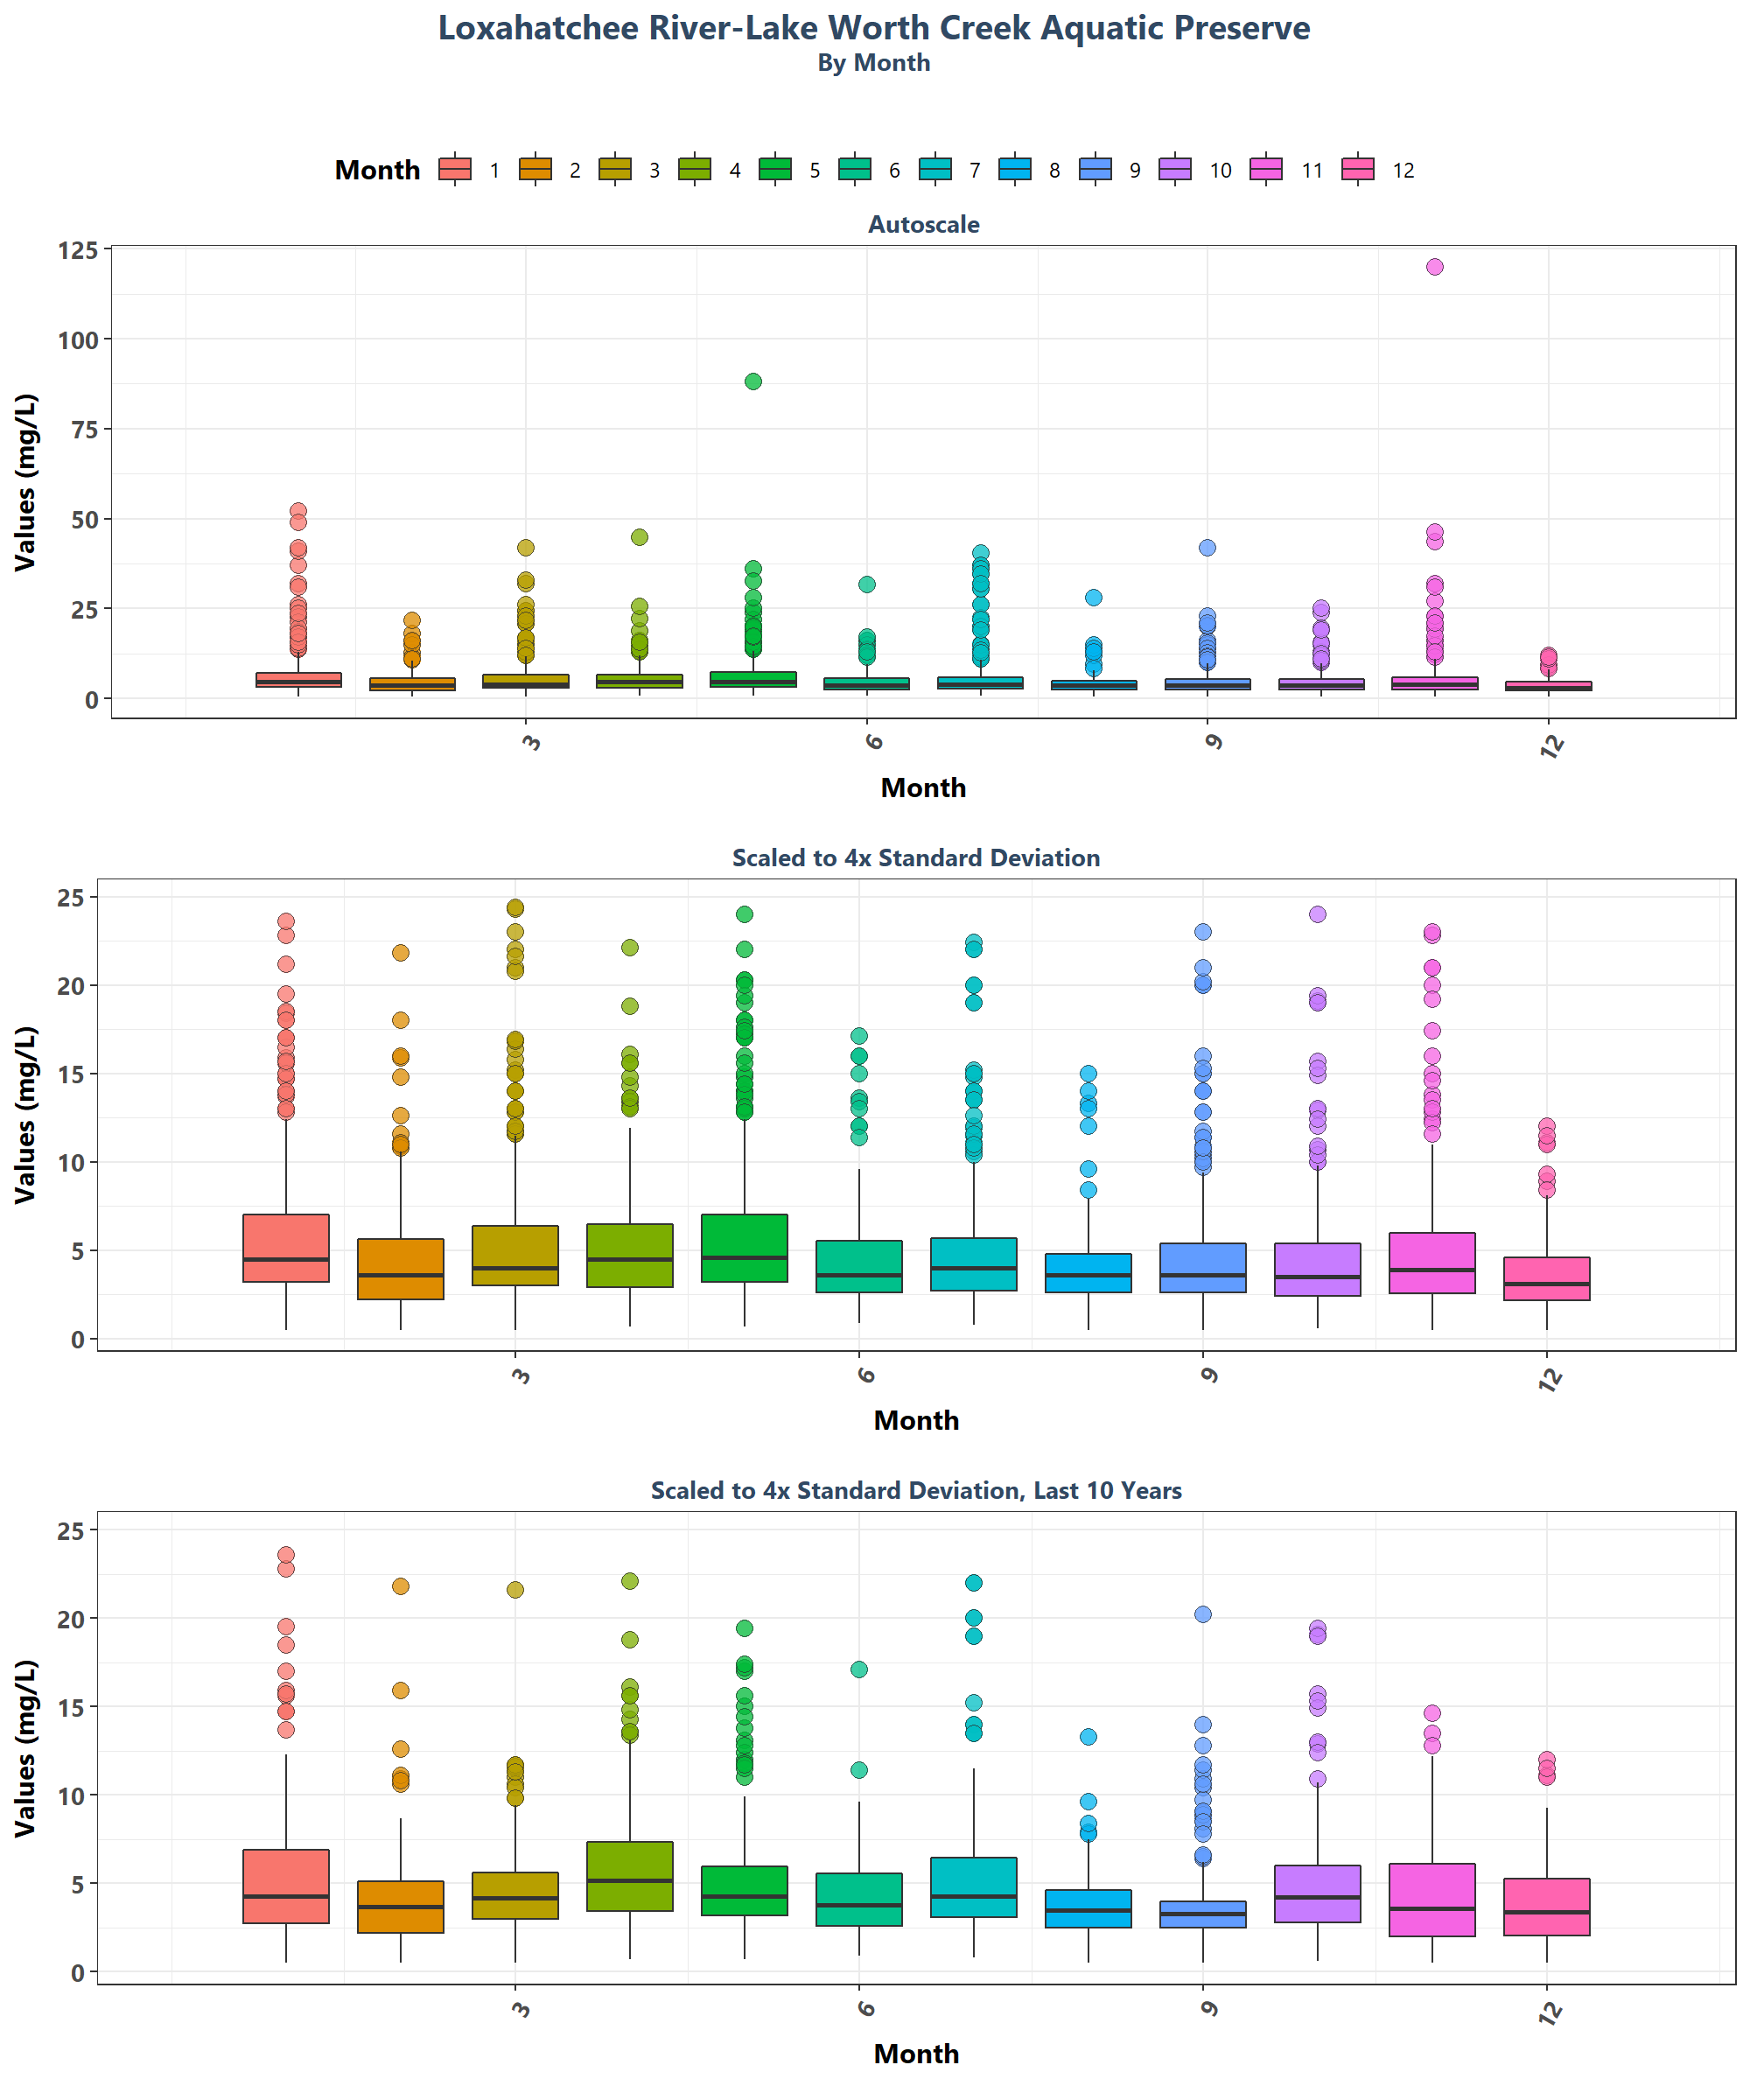 Loxahatchee River-Lake Worth Creek Aquatic Preserve
By Month
Month 1 2 3 4 5 6 7 8 9 10 11 12
Autoscale
125
100
75
50
25
0
Values (mg/L)
3 6 9 12
Month
Scaled to 4x Standard Deviation
25
20
15
10
5
0
Values (mg/L)
3 6 9 12
Month
Scaled to 4x Standard Deviation, Last 10 Years
25
20
15
10
5
0
Values (mg/L)
3 6 9 12
Month